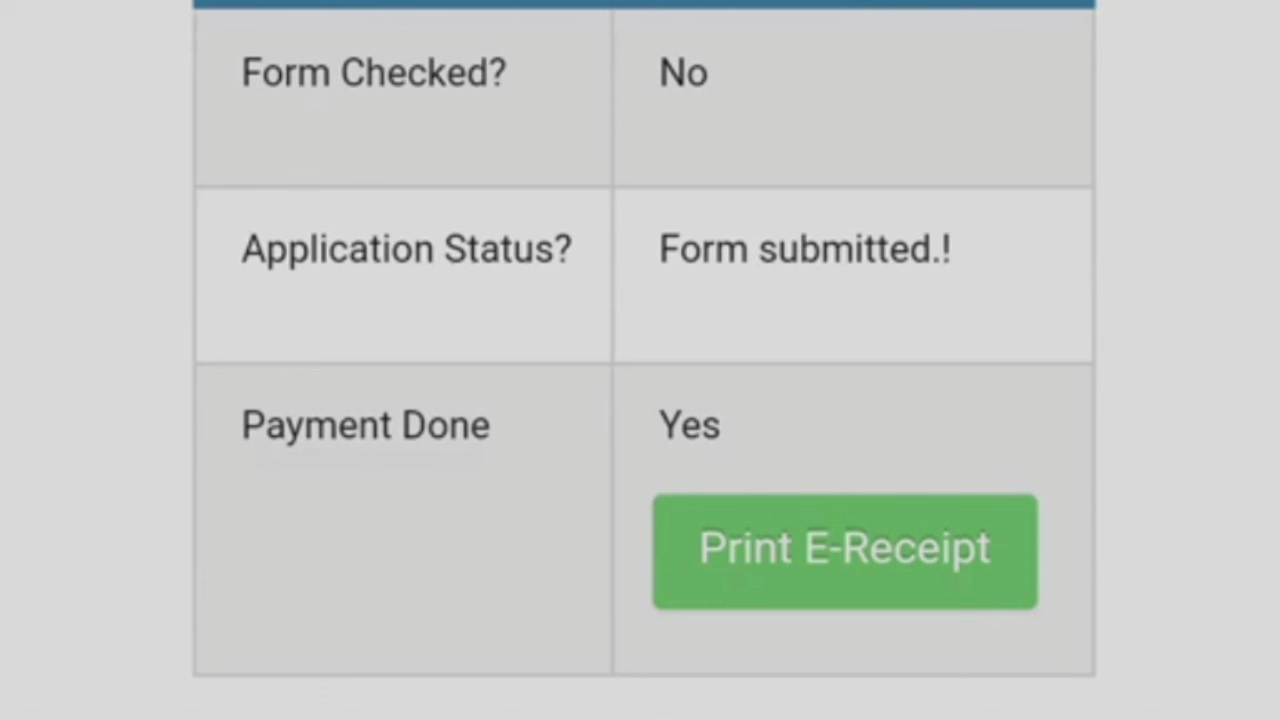 Form Checked? No
Application Status? Form submitted.!
Payment Done Yes
Print E-Receipt